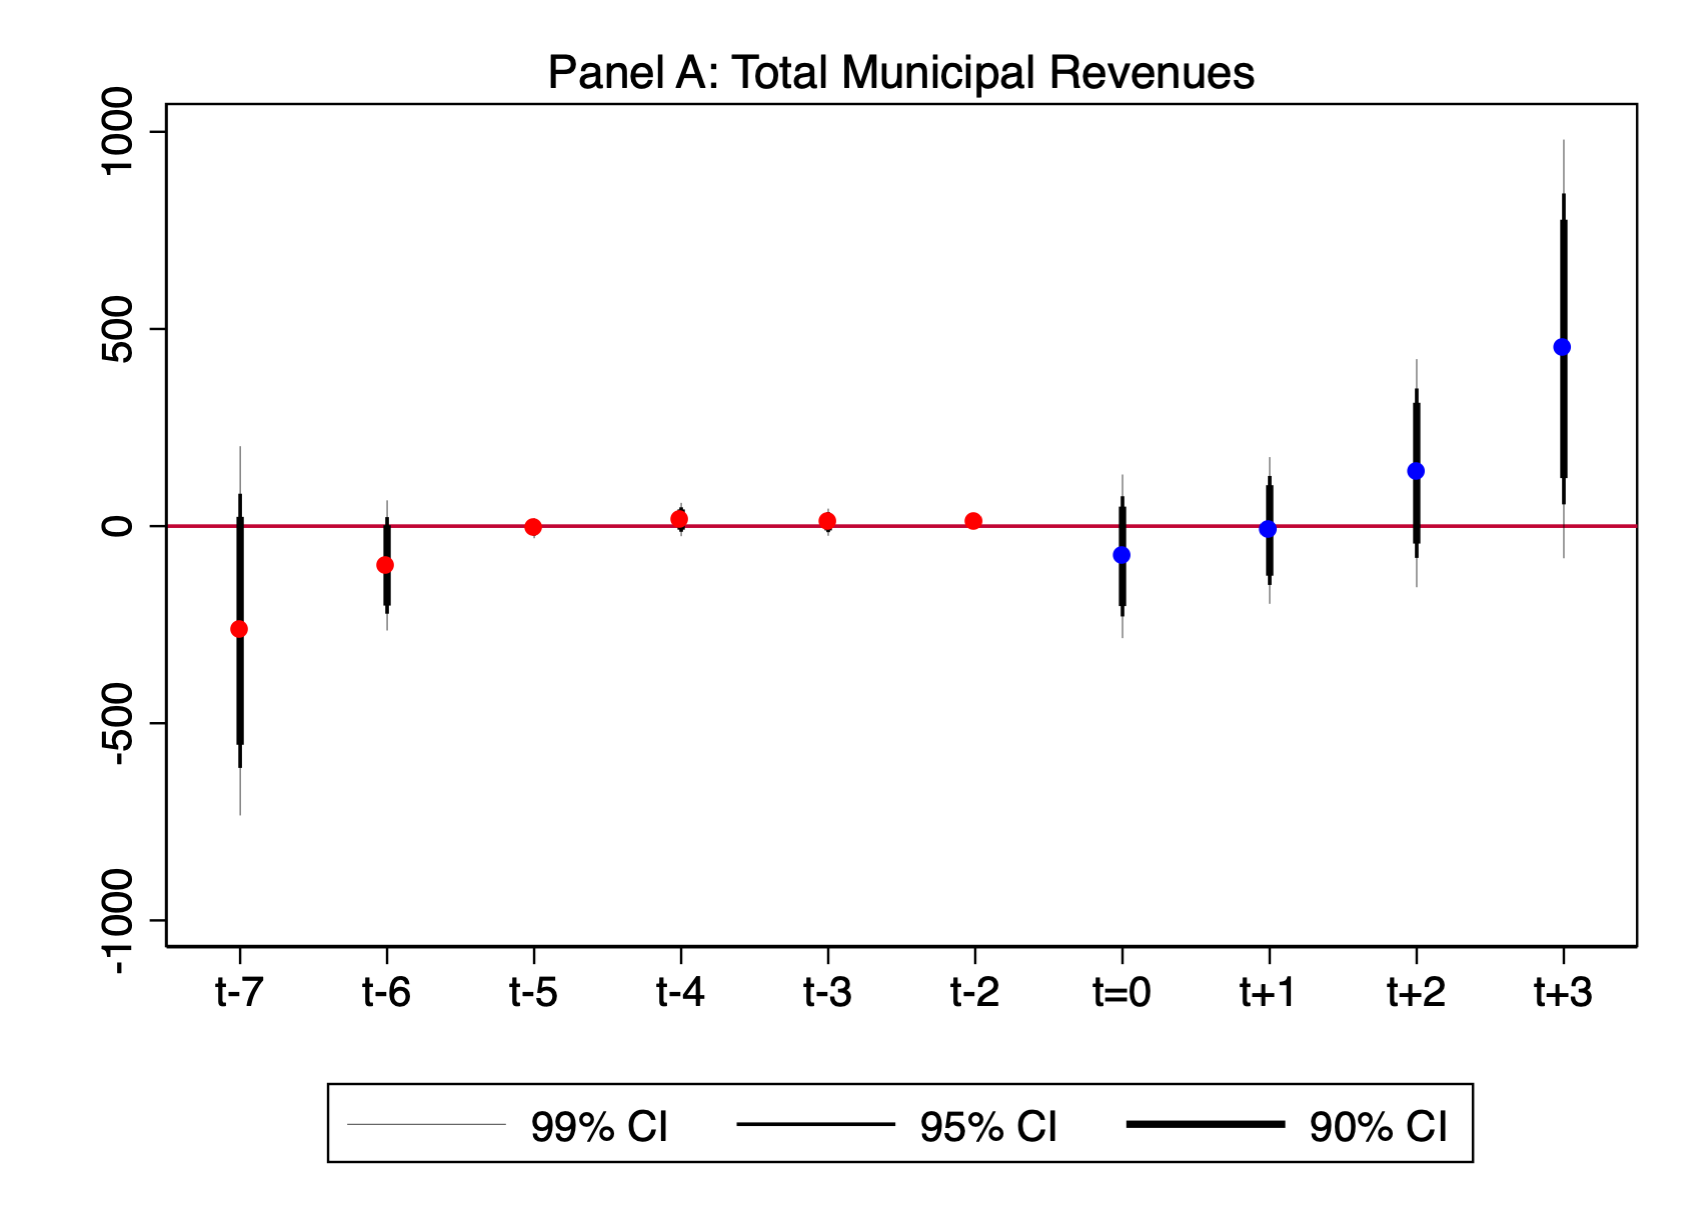 Panel A: Total Municipal Revenues
1000
500
0
-500
-1000
t-7 t-6 t-5 t-4 t-3 t-2 t=0 t+1 t+2 t+3
99% CI 95% CI 90% CI